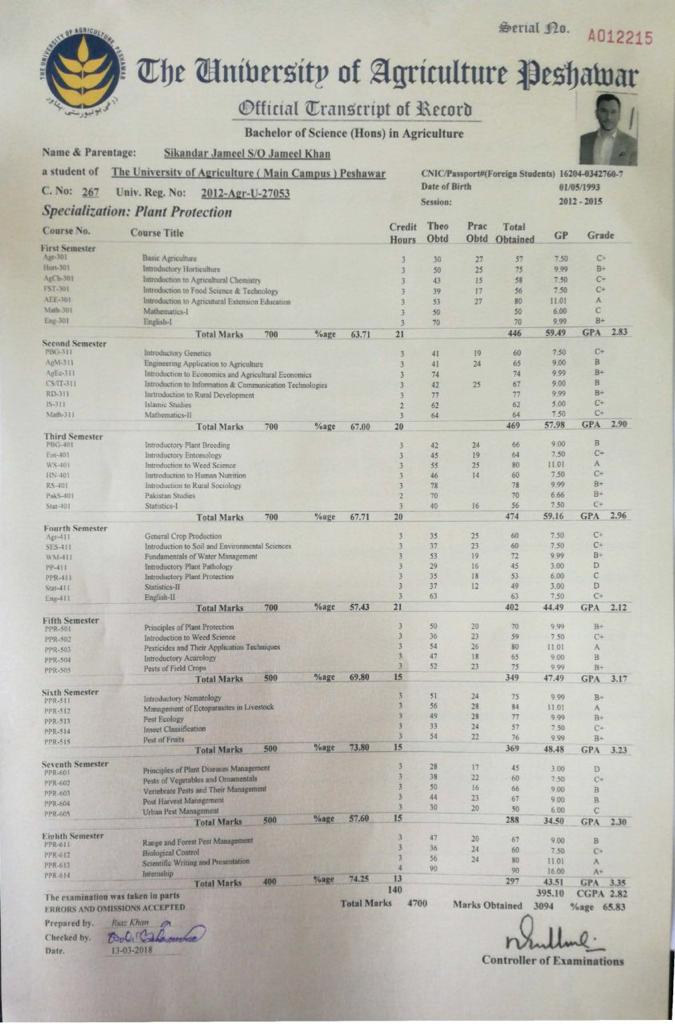 Serial No. A012215
THE UNIVERSITY OF AGRICULTURE, PESHAWAR
زرعی یونیورسٹی پشاور
The University of Agriculture Peshawar
Official Transcript of Record
Bachelor of Science (Hons) in Agriculture
Name & Parentage: Sikandar Jameel S/O Jameel Khan
a student of The University of Agriculture ( Main Campus ) Peshawar CNIC/Passport#(Foreign Students) 16204-0342760-7
Date of Birth 01/05/1993
C. No: 267 Univ. Reg. No: 2012-Agr-U-27053
Session: 2012 - 2015
Specialization: Plant Protection
Course No. Course Title Credit Hours Theo Obtd Prac Obtd Total Obtained GP Grade
First Semester
Agr-301 Basic Agriculture 3 30 27 57 7.50 C+
Hort-301 Introductory Horticulture 3 50 25 75 9.99 B+
AgCh-301 Introduction to Agricultural Chemistry 3 43 15 58 7.50 C+
FST-301 Introduction to Food Science & Technology 3 39 17 56 7.50 C+
AEE-301 Introduction to Agricutural Extension Education 3 53 27 80 11.01 A
Math-301 Mathematics-I 3 50 50 6.00 C
Eng-301 English-I 3 70 70 9.99 B+
Total Marks 700 %age 63.71 21 446 59.49 GPA 2.83
Second Semester
PBG-311 Introductory Genetics 3 41 19 60 7.50 C+
AgM-311 Engineering Application to Agriculture 3 41 24 65 9.00 B
AgEc-311 Introduction to Economics and Agricultural Economics 3 74 74 9.99 B+
CS/IT-311 Introduction to Information & Communication Technologies 3 42 25 67 9.00 B
RD-311 Inrtroduction to Rural Development 3 77 77 9.99 B+
IS-311 Islamic Studies 2 62 62 5.00 C+
Math-311 Mathematics-II 3 64 64 7.50 C+
Total Marks 700 %age 67.00 20 469 57.98 GPA 2.90
Third Semester
PBG-401 Introductory Plant Breeding 3 42 24 66 9.00 B
Ent-401 Introductory Entomology 3 45 19 64 7.50 C+
WS-401 Introduction to Weed Science 3 55 25 80 11.01 A
HN-401 Inrtroduction to Human Nutrition 3 46 14 60 7.50 C+
RS-401 Introduction to Rural Sociology 3 78 78 9.99 B+
PakS-401 Pakistan Studies 2 70 70 6.66 B+
Stat-401 Statistics-I 3 40 16 56 7.50 C+
Total Marks 700 %age 67.71 20 474 59.16 GPA 2.96
Fourth Semester
Agr-411 General Crop Production 3 35 25 60 7.50 C+
SES-411 Introduction to Soil and Environmental Sciences 3 37 23 60 7.50 C+
WM-411 Fundamentals of Water Management 3 53 19 72 9.99 B+
PP-411 Introductory Plant Pathology 3 29 16 45 3.00 D
PPR-411 Introductory Plant Protection 3 35 18 53 6.00 C
Stat-411 Statistics-II 3 37 12 49 3.00 D
Eng-411 English-II 3 63 63 7.50 C+
Total Marks 700 %age 57.43 21 402 44.49 GPA 2.12
Fifth Semester
PPR-501 Principles of Plant Protection 3 50 20 70 9.99 B+
PPR-502 Introduction to Weed Science 3 36 23 59 7.50 C+
PPR-503 Pesticides and Their Application Techniques 3 54 26 80 11.01 A
PPR-504 Introductory Acarology 3 47 18 65 9.00 B
PPR-505 Pests of Field Crops 3 52 23 75 9.99 B+
Total Marks 500 %age 69.80 15 349 47.49 GPA 3.17
Sixth Semester
PPR-511 Introductory Nematology 3 51 24 75 9.99 B+
PPR-512 Management of Ectoparasites in Livestock 3 56 28 84 11.01 A
PPR-513 Pest Ecology 3 49 28 77 9.99 B+
PPR-514 Insect Classification 3 33 24 57 7.50 C+
PPR-515 Pest of Fruits 3 54 22 76 9.99 B+
Total Marks 500 %age 73.80 15 369 48.48 GPA 3.23
Seventh Semester
PPR-601 Principles of Plant Diseases Management 3 28 17 45 3.00 D
PPR-602 Pests of Vegetables and Ornamentals 3 38 22 60 7.50 C+
PPR-603 Vertebrate Pests and Their Management 3 50 16 66 9.00 B
PPR-604 Post Harvest Management 3 44 23 67 9.00 B
PPR-605 Urban Pest Management 3 30 20 50 6.00 C
Total Marks 500 %age 57.60 15 288 34.50 GPA 2.30
Eighth Semester
PPR-611 Range and Forest Pest Management 3 47 20 67 9.00 B
PPR-612 Biological Control 3 36 24 60 7.50 C+
PPR-613 Scientific Writing and Presentation 3 56 24 80 11.01 A
PPR-614 Internship 4 90 90 16.00 A+
Total Marks 400 %age 74.25 13 297 43.51 GPA 3.35
140 395.10 CGPA 2.82
The examination was taken in parts
Total Marks 4700 Marks Obtained 3094 %age 65.83
ERRORS AND OMISSIONS ACCEPTED
Prepared by. Riaz Khan
Checked by.
Date. 13-03-2018
Controller of Examinations